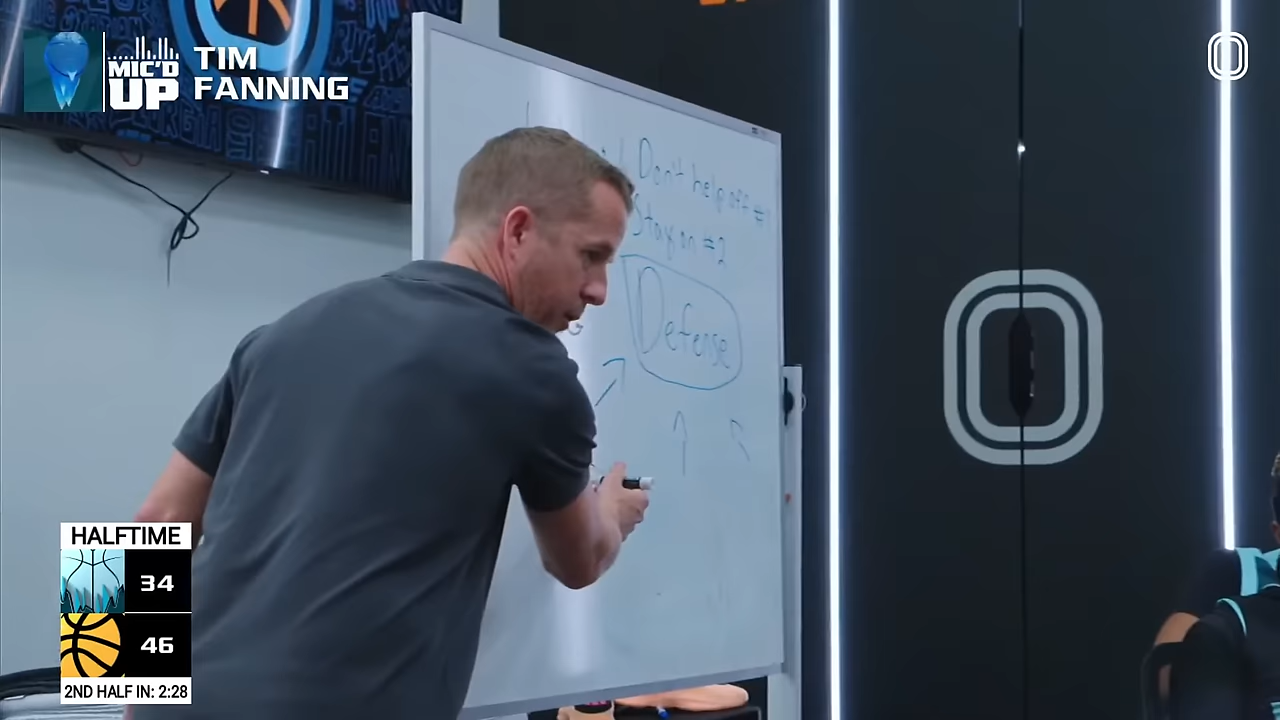 MIC'D
UP
TIM
FANNING
Don't help off #1
Stay on #2
Defense
HALFTIME
34
46
2ND HALF IN: 2:28